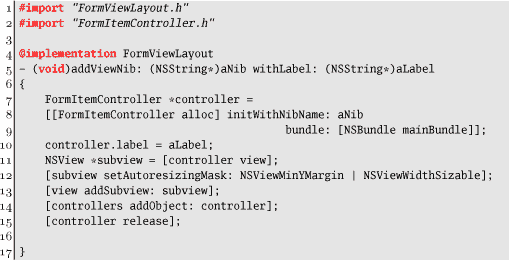 1 #import "FormViewLayout.h"
2 #import "FormItemController.h"
3
4 @implementation FormViewLayout
5 - (void)addViewNib: (NSString*)aNib withLabel: (NSString*)aLabel
6 {
7 FormItemController *controller =
8 [[FormItemController alloc] initWithNibName: aNib
9 bundle: [NSBundle mainBundle]];
10 controller.label = aLabel;
11 NSView *subview = [controller view];
12 [subview setAutoresizingMask: NSViewMinYMargin | NSViewWidthSizable];
13 [view addSubview: subview];
14 [controllers addObject: controller];
15 [controller release];
16
17 }